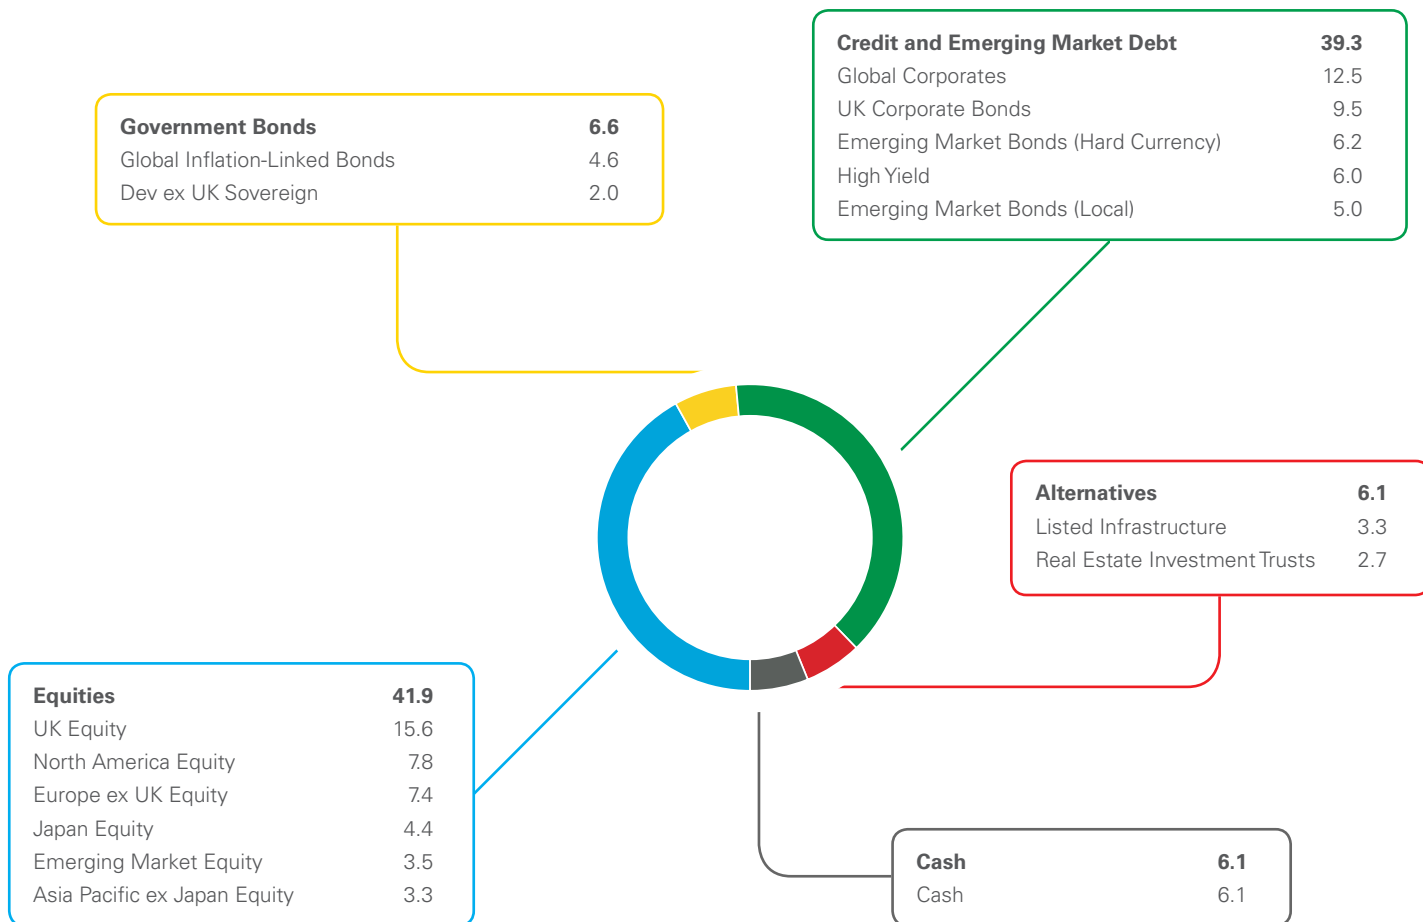 Credit and Emerging Market Debt 39.3
Global Corporates 12.5
UK Corporate Bonds 9.5
Emerging Market Bonds (Hard Currency) 6.2
High Yield 6.0
Emerging Market Bonds (Local) 5.0
Government Bonds 6.6
Global Inflation-Linked Bonds 4.6
Dev ex UK Sovereign 2.0
Alternatives 6.1
Listed Infrastructure 3.3
Real Estate Investment Trusts 2.7
Equities 41.9
UK Equity 15.6
North America Equity 7.8
Europe ex UK Equity 7.4
Japan Equity 4.4
Emerging Market Equity 3.5
Asia Pacific ex Japan Equity 3.3
Cash 6.1
Cash 6.1